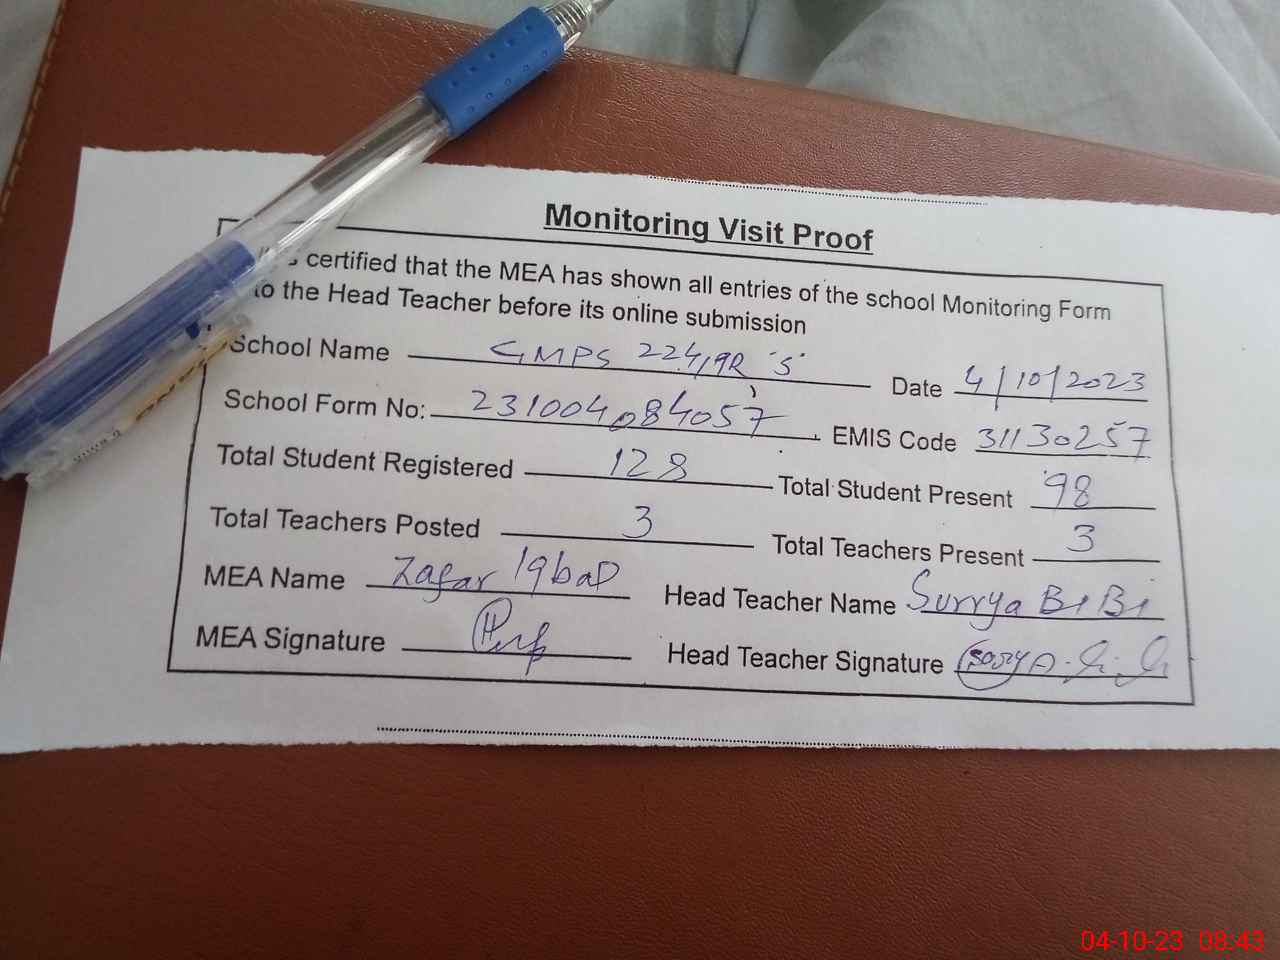 Monitoring Visit Proof
certified that the MEA has shown all entries of the school Monitoring Form
to the Head Teacher before its online submission
School Name GMPS 224/9R 'S' Date 4/10/2023
School Form No: 231004084057 EMIS Code 31130257
Total Student Registered 128 Total Student Present 98
Total Teachers Posted 3 Total Teachers Present 3
MEA Name Zafar Iqbal Head Teacher Name Surrya Bi Bi
MEA Signature Head Teacher Signature
04-10-23 08:43